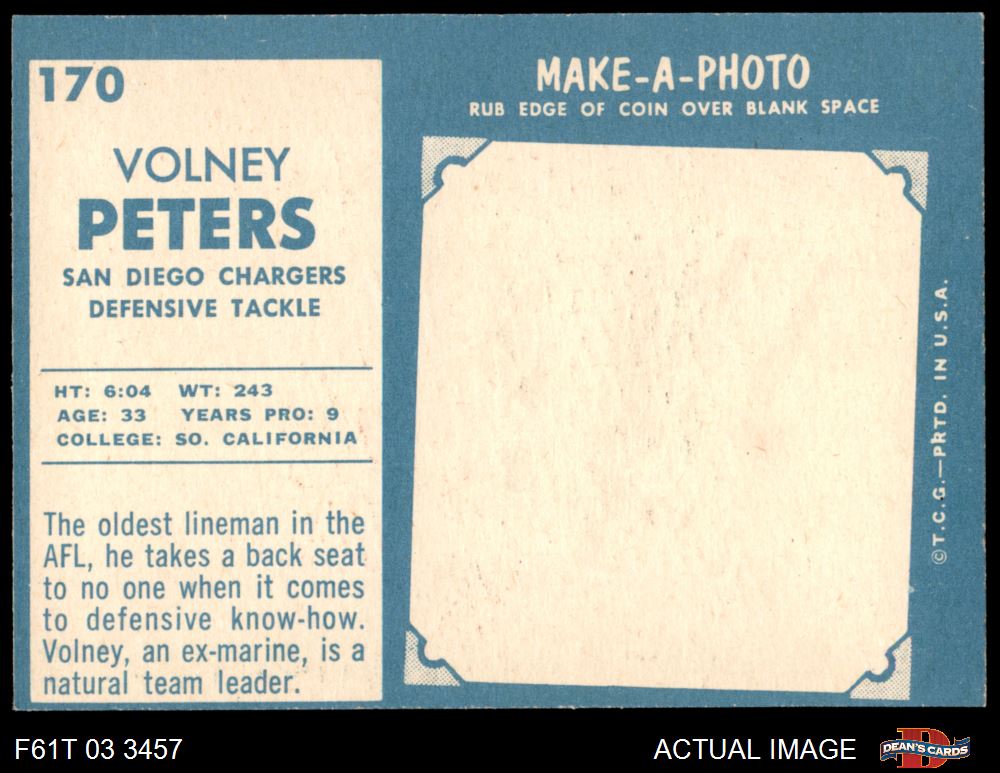 170
VOLNEY
PETERS
SAN DIEGO CHARGERS
DEFENSIVE TACKLE
HT: 6:04 WT: 243
AGE: 33 YEARS PRO: 9
COLLEGE: SO. CALIFORNIA
The oldest lineman in the
AFL, he takes a back seat
to no one when it comes
to defensive know-how.
Volney, an ex-marine, is a
natural team leader.
MAKE-A-PHOTO
RUB EDGE OF COIN OVER BLANK SPACE
©T.C.G.—PRTD. IN U.S.A.
F61T 03 3457
ACTUAL IMAGE
DEAN'S CARDS